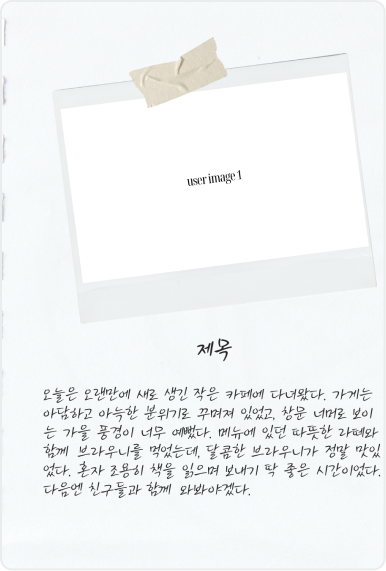 user image 1
제목
오늘은 오랜만에 새로 생긴 작은 카페에 다녀왔다. 가게는
아담하고 아늑한 분위기로 꾸며져 있었고, 창문 너머로 보이
는 가을 풍경이 너무 예뻤다. 메뉴에 있던 따뜻한 라떼와
함께 브라우니를 먹었는데, 달콤한 브라우니가 정말 맛있
었다. 혼자 조용히 책을 읽으며 보내기 딱 좋은 시간이었다.
다음엔 친구들과 함께 와봐야겠다.